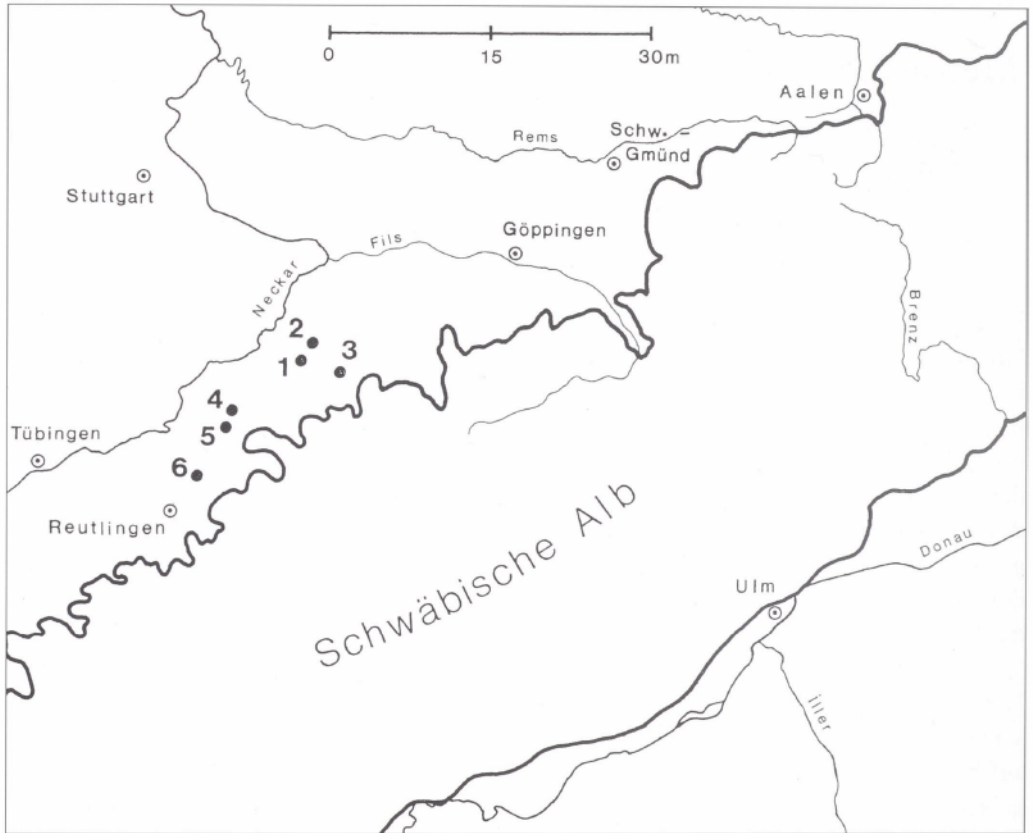 0 15 30m
Aalen
Schw. –
Rems
Gmünd
Stuttgart
Göppingen
Fils
Neckar
Brenz
2
3
1
4
5
Tübingen
6
Reutlingen
Schwäbische Alb
Donau
Ulm
iller